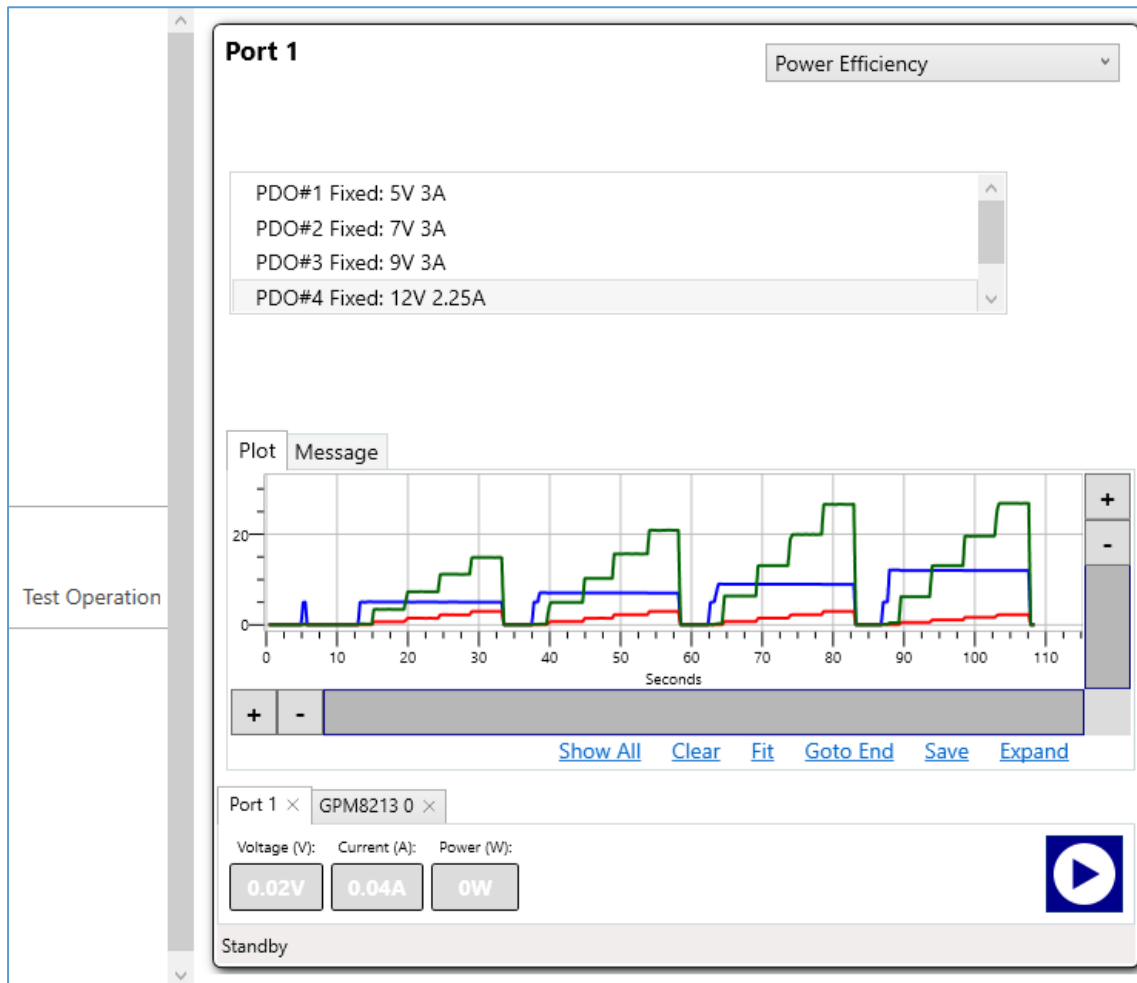 Port 1
Power Efficiency
PDO#1 Fixed: 5V 3A
PDO#2 Fixed: 7V 3A
PDO#3 Fixed: 9V 3A
PDO#4 Fixed: 12V 2.25A
Plot Message
+
-
20
0
0 10 20 30 40 50 60 70 80 90 100 110
Seconds
+ -
Show All Clear Fit Goto End Save Expand
Test Operation
Port 1 × GPM8213 0 ×
Voltage (V): Current (A): Power (W):
0.02V 0.04A 0W
Standby